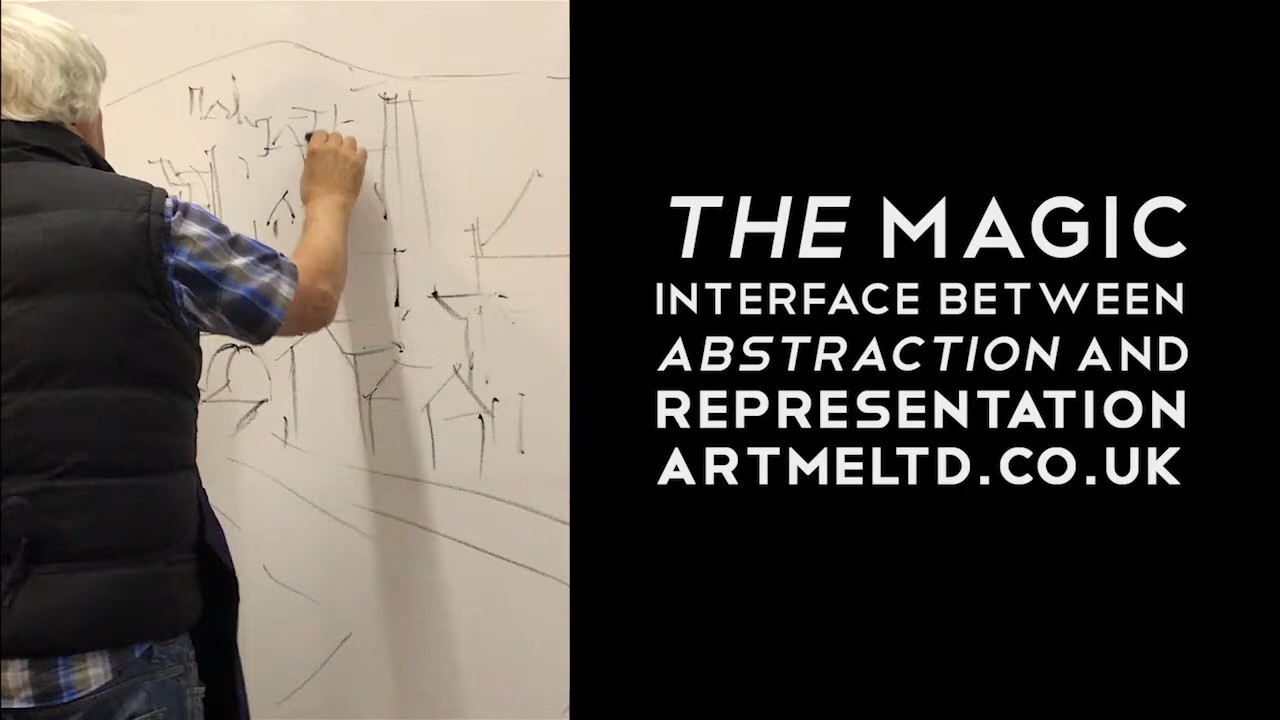 THE MAGIC
INTERFACE BETWEEN
ABSTRACTION AND
REPRESENTATION
ARTMELTD.CO.UK